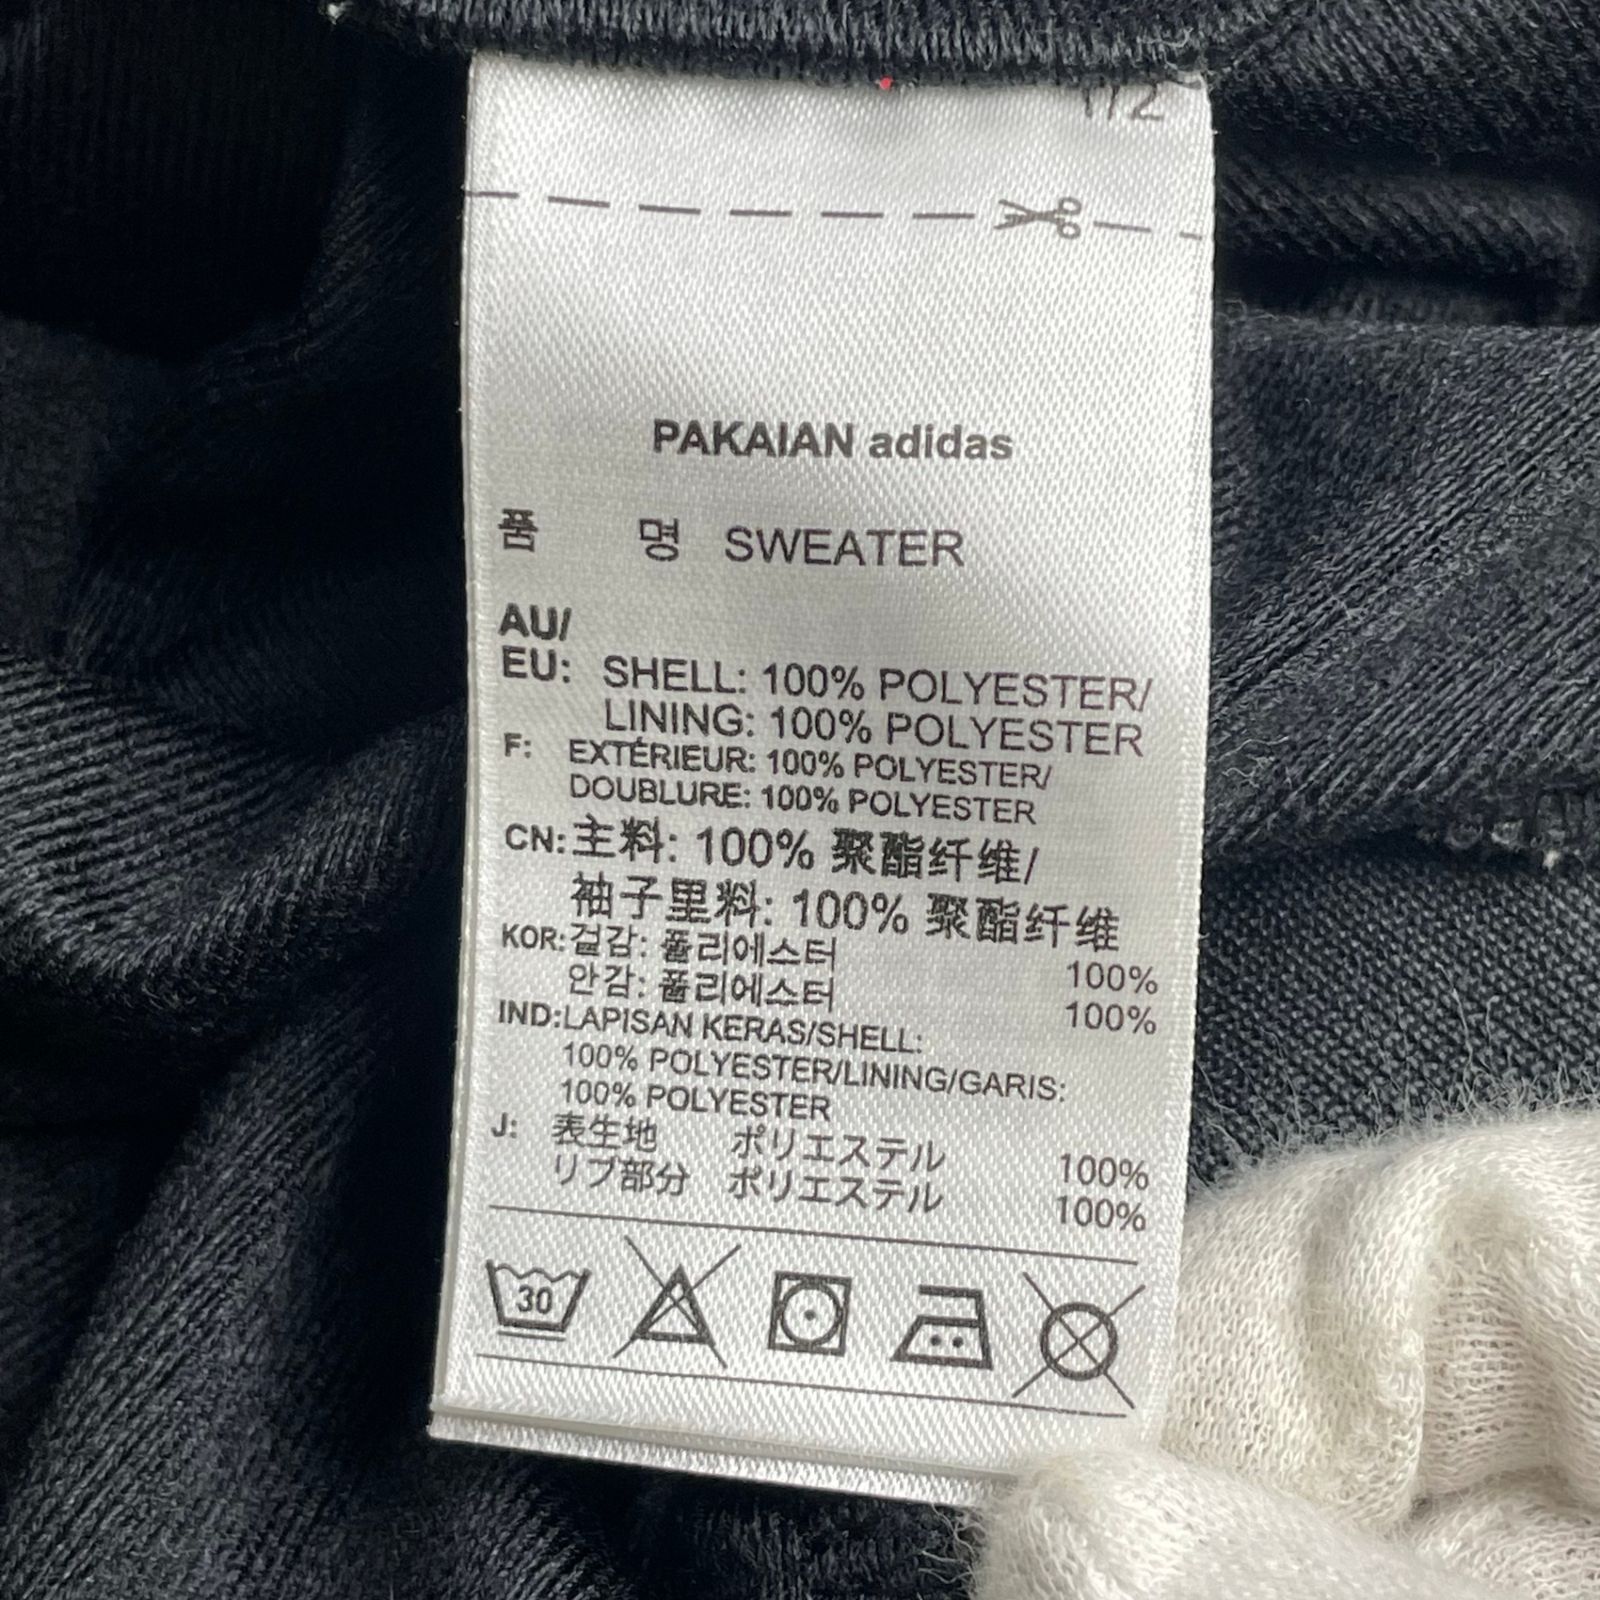 1/2
PAKAIAN adidas
품 명 SWEATER
AU/
EU: SHELL: 100% POLYESTER/
LINING: 100% POLYESTER
F: EXTÉRIEUR: 100% POLYESTER/
DOUBLURE: 100% POLYESTER
CN: 主料: 100% 聚酯纤维/
袖子里料: 100% 聚酯纤维
KOR: 겉감: 폴리에스터 100%
안감: 폴리에스터 100%
IND: LAPISAN KERAS/SHELL:
100% POLYESTER/LINING/GARIS:
100% POLYESTER
J: 表生地 ポリエステル 100%
リブ部分 ポリエステル 100%
30